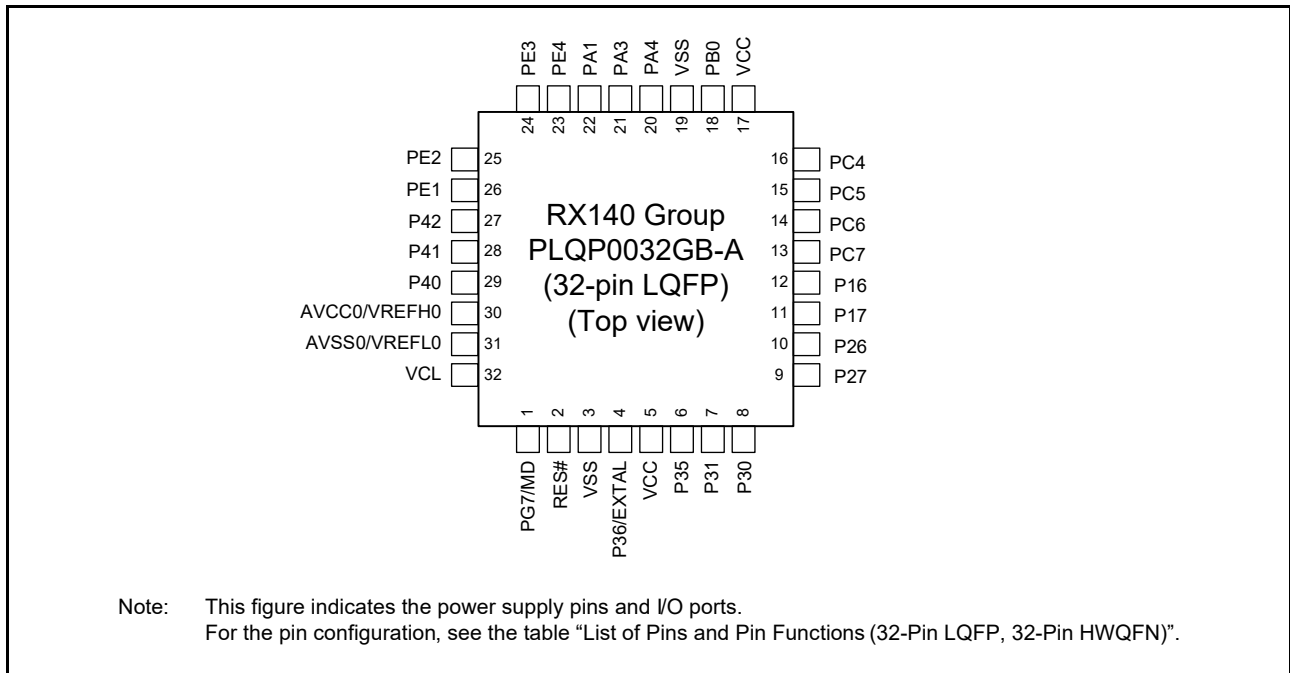 PE3
PE4
PA1
PA3
PA4
VSS
PB0
VCC
24
23
22
21
20
19
18
17
PE2 25
PE1 26
P42 27
P41 28
P40 29
AVCC0/VREFH0 30
AVSS0/VREFL0 31
VCL 32
RX140 Group
PLQP0032GB-A
(32-pin LQFP)
(Top view)
16 PC4
15 PC5
14 PC6
13 PC7
12 P16
11 P17
10 P26
9 P27
1
2
3
4
5
6
7
8
PG7/MD
RES#
VSS
P36/EXTAL
VCC
P35
P31
P30
Note: This figure indicates the power supply pins and I/O ports.
For the pin configuration, see the table “List of Pins and Pin Functions (32-Pin LQFP, 32-Pin HWQFN)”.